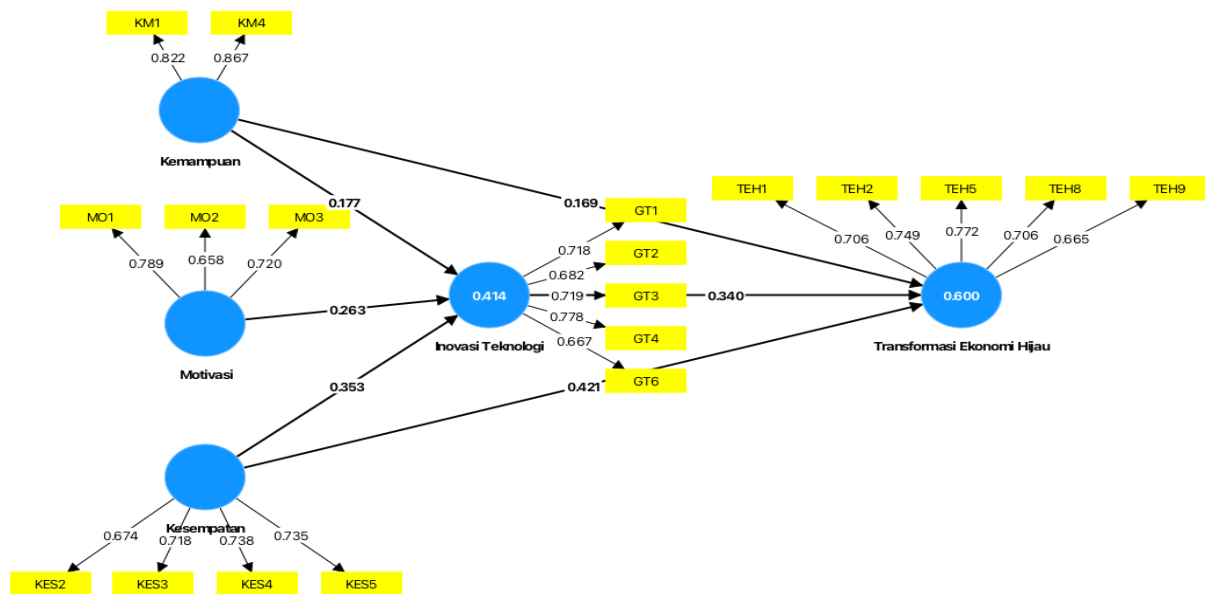 KM1 KM4
0.822 0.867
Kemampuan
0.177 0.169
MO1 MO2 MO3
0.789 0.658 0.720
Motivasi
0.263
0.353
KES2 KES3 KES4 KES5
0.674 0.718 0.738 0.735
Kesempatan
0.414
Inovasi Teknologi
GT1
GT2
GT3
GT4
GT6
0.718
0.682
0.719
0.778
0.667
0.340
0.421
TEH1 TEH2 TEH5 TEH8 TEH9
0.706 0.749 0.772 0.706 0.665
0.600
Transformasi Ekonomi Hijau